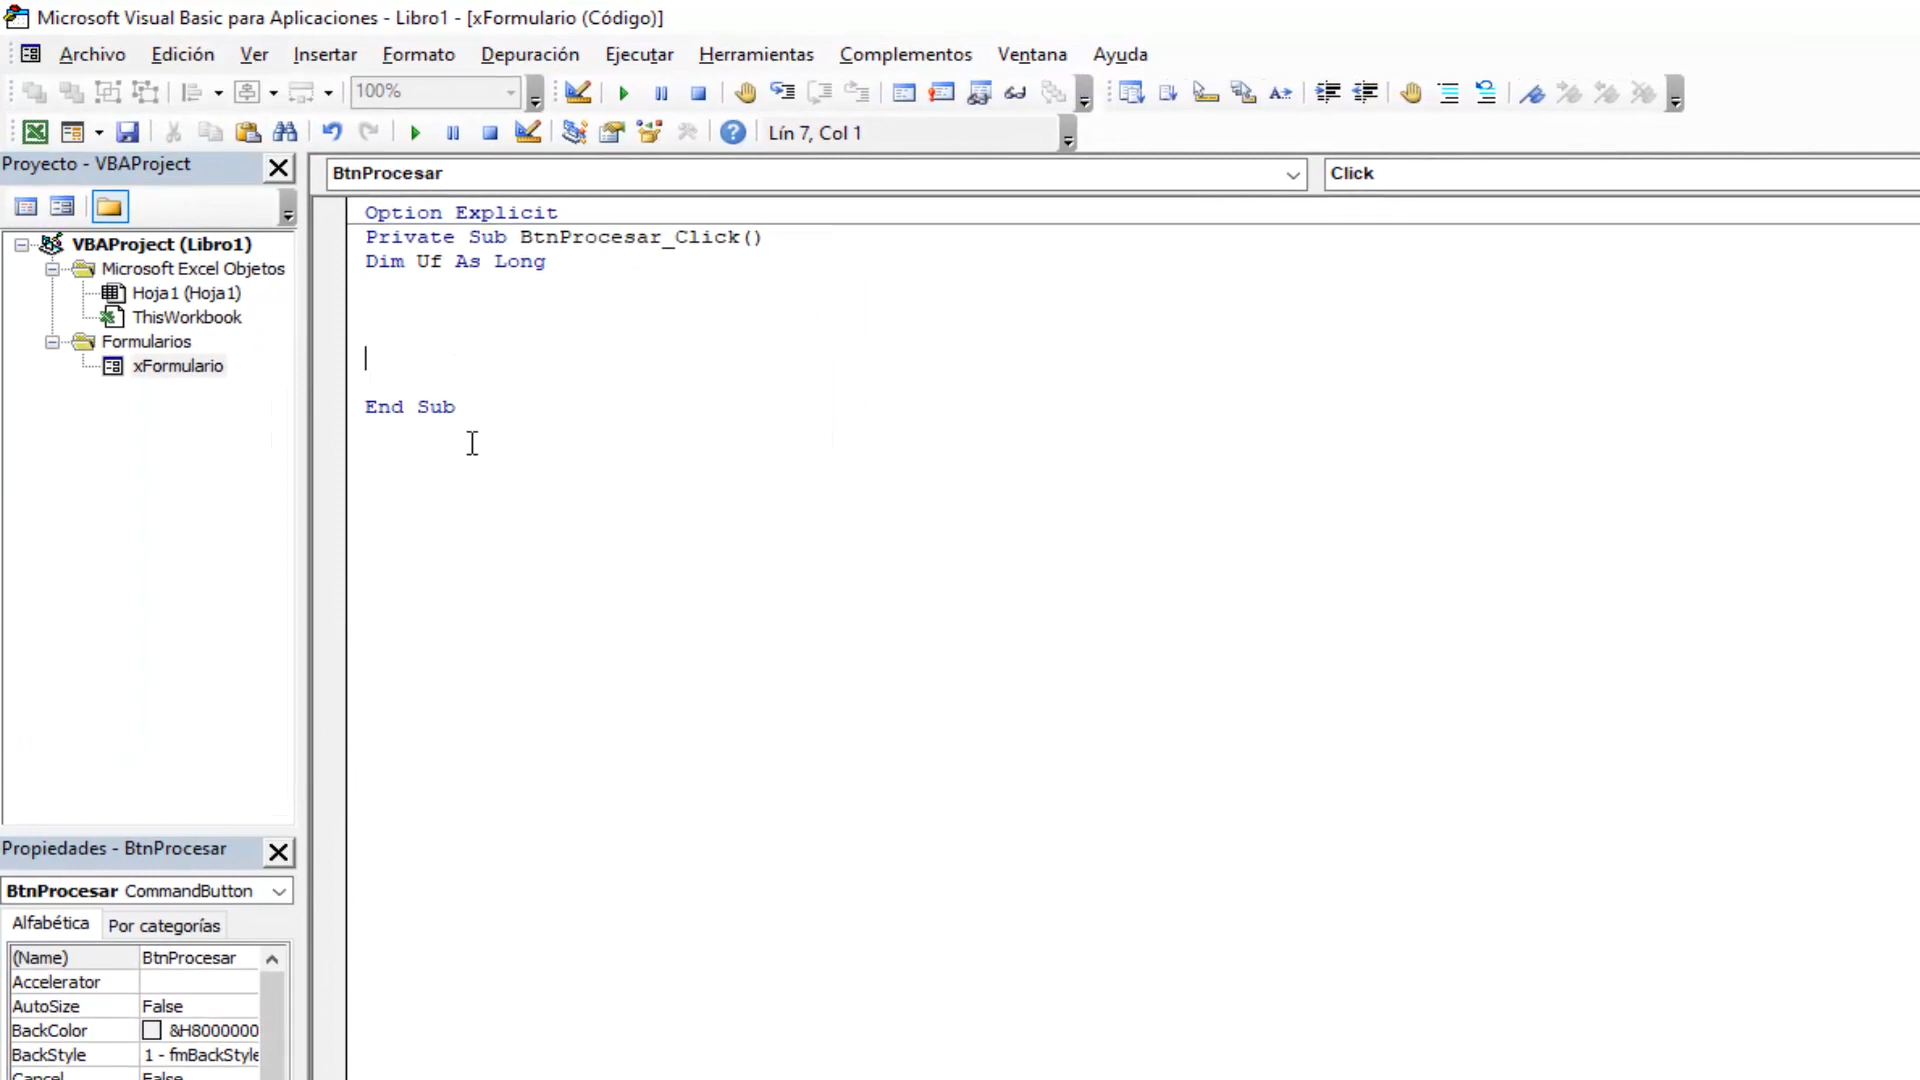 Microsoft Visual Basic para Aplicaciones - Libro1 - [xFormulario (Código)]
Archivo Edición Ver Insertar Formato Depuración Ejecutar Herramientas Complementos Ventana Ayuda
100%
Lín 7, Col 1
Proyecto - VBAProject
BtnProcesar
Click
VBAProject (Libro1)
Microsoft Excel Objetos
Hoja1 (Hoja1)
ThisWorkbook
Formularios
xFormulario
Option Explicit
Private Sub BtnProcesar_Click()
Dim Uf As Long
End Sub
Propiedades - BtnProcesar
BtnProcesar CommandButton
Alfabética Por categorías
(Name) BtnProcesar
Accelerator
AutoSize False
BackColor &H8000000
BackStyle 1 - fmBackStyle
Cancel False